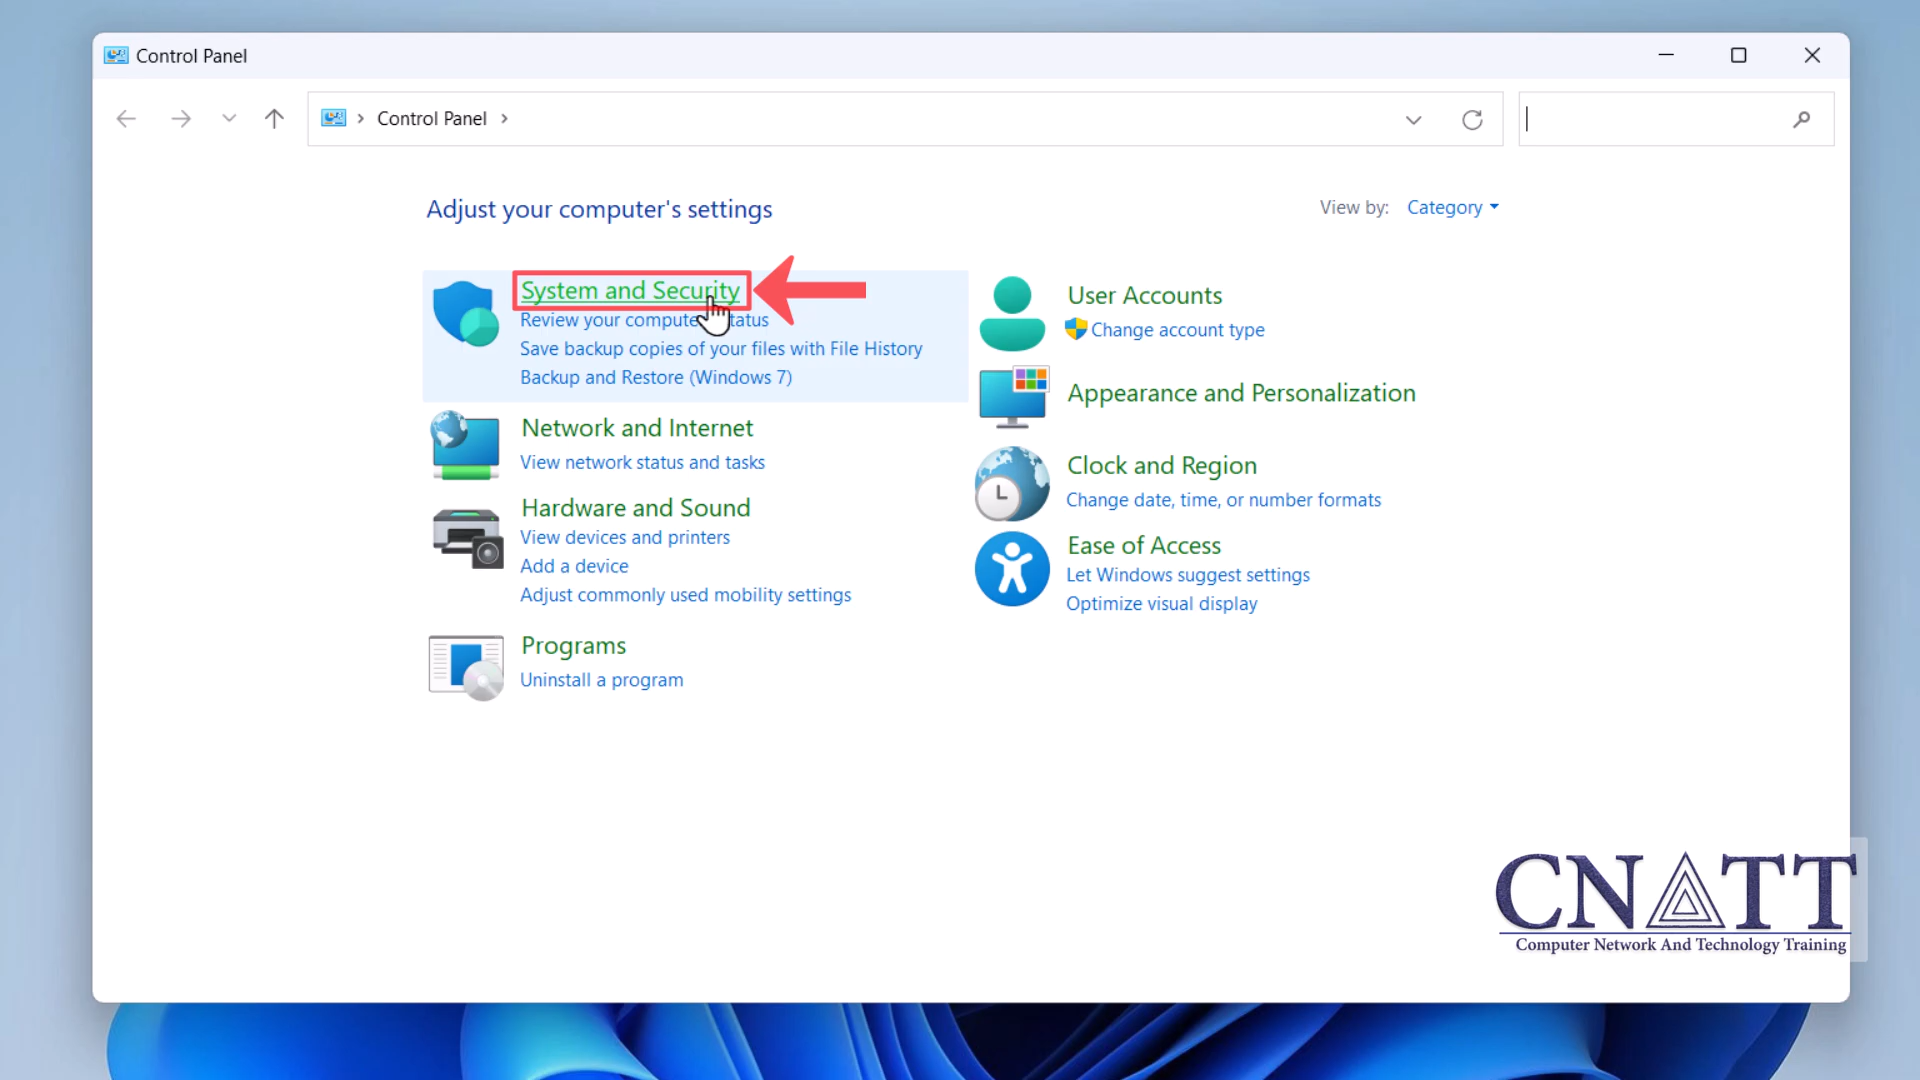 Control Panel
Control Panel
Adjust your computer's settings
View by: Category
System and Security
Review your compute tatus
Save backup copies of your files with File History
Backup and Restore (Windows 7)
Network and Internet
View network status and tasks
Hardware and Sound
View devices and printers
Add a device
Adjust commonly used mobility settings
Programs
Uninstall a program
User Accounts
Change account type
Appearance and Personalization
Clock and Region
Change date, time, or number formats
Ease of Access
Let Windows suggest settings
Optimize visual display
CNATT
Computer Network And Technology Training